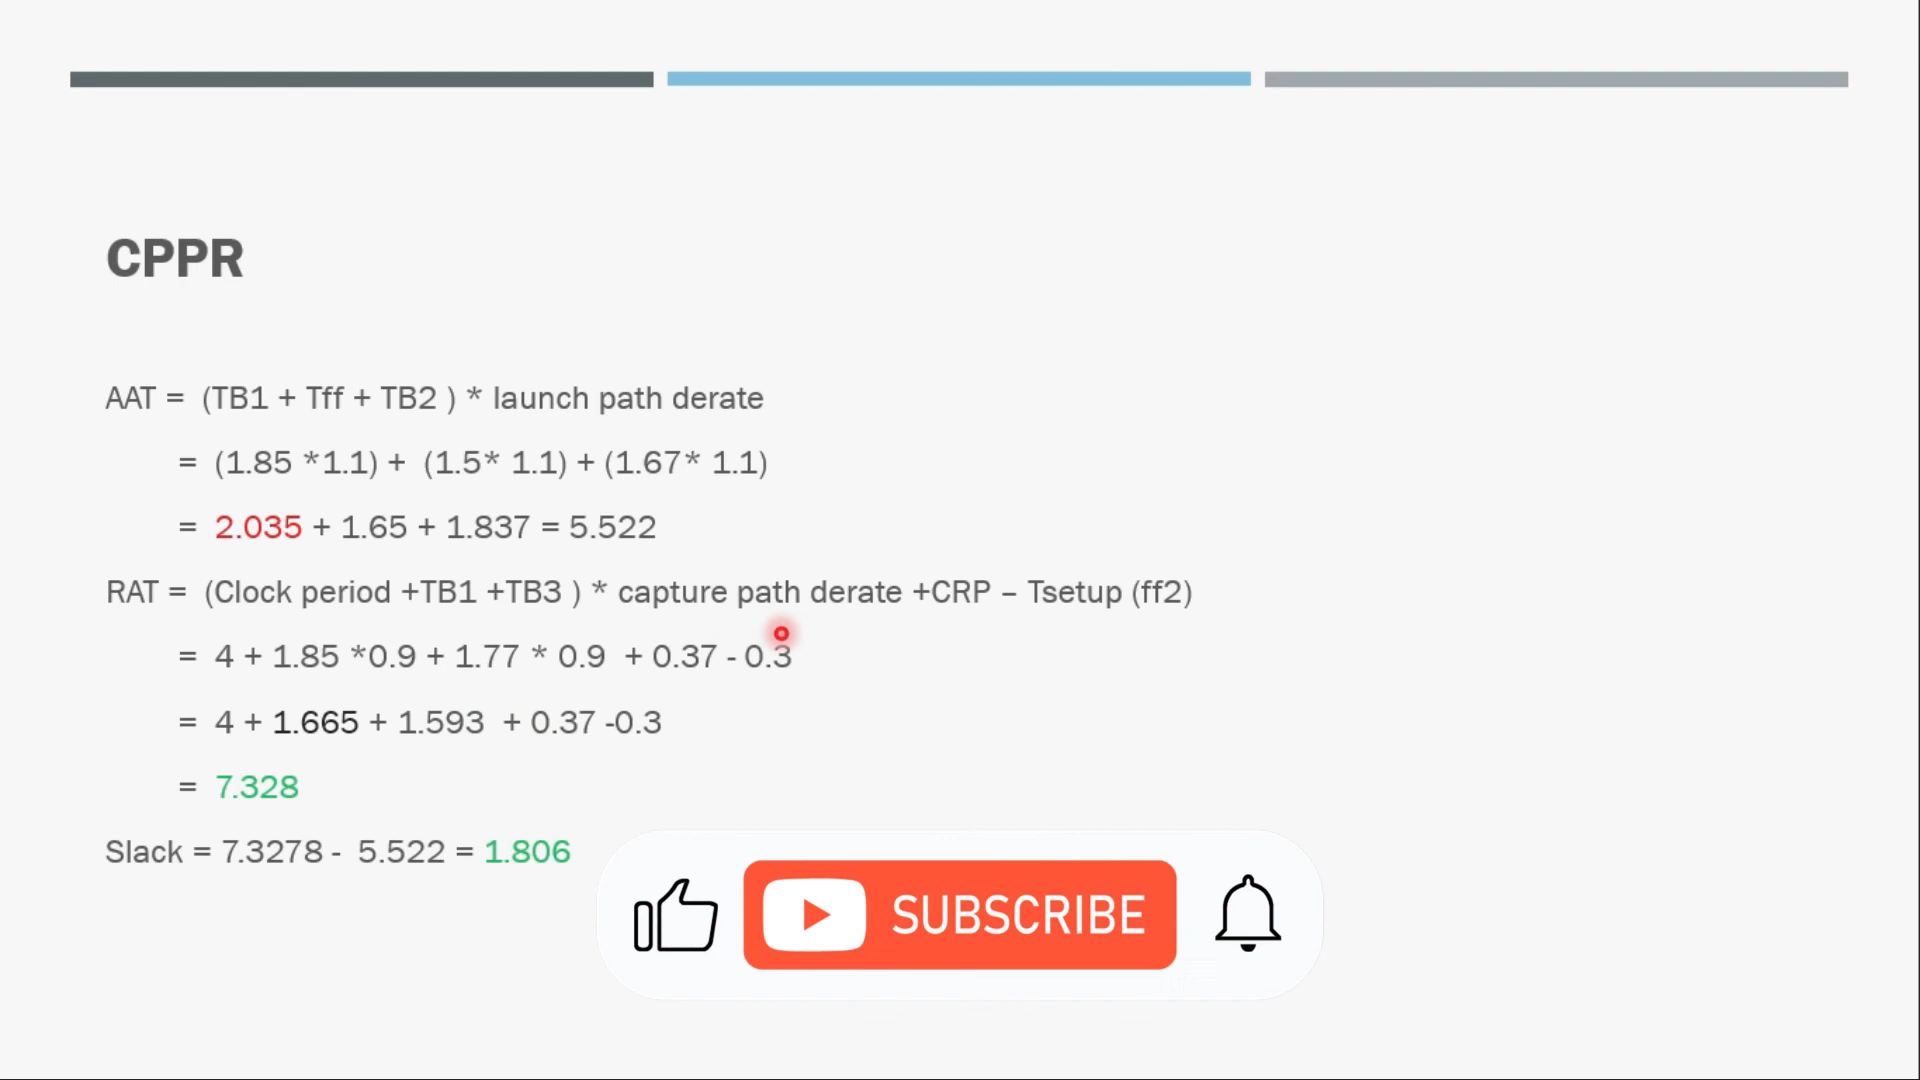 CPPR
AAT = (TB1 + Tff + TB2 ) * launch path derate
= (1.85 *1.1) + (1.5* 1.1) + (1.67* 1.1)
= 2.035 + 1.65 + 1.837 = 5.522
RAT = (Clock period +TB1 +TB3 ) * capture path derate +CRP – Tsetup (ff2)
= 4 + 1.85 *0.9 + 1.77 * 0.9 + 0.37 - 0.3
= 4 + 1.665 + 1.593 + 0.37 -0.3
= 7.328
Slack = 7.3278 - 5.522 = 1.806
SUBSCRIBE